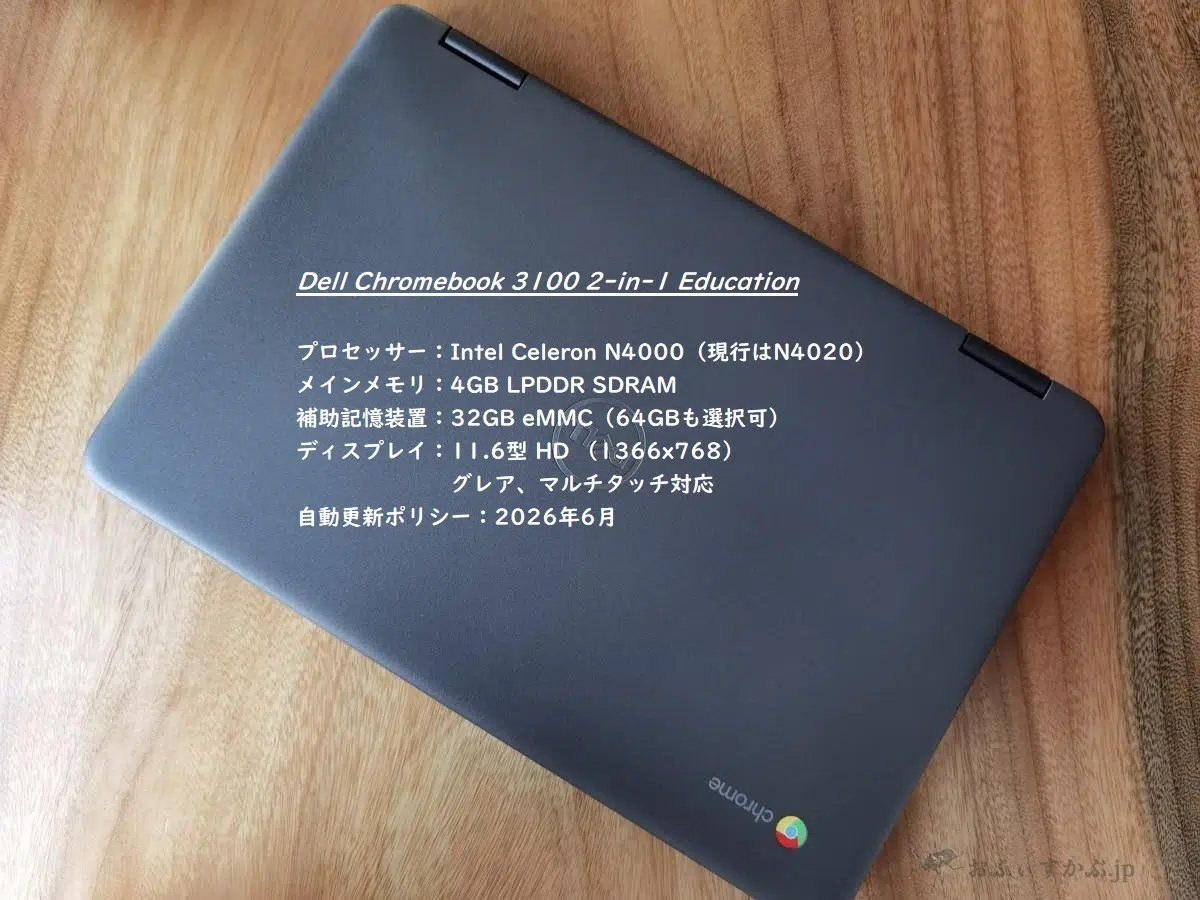 Dell Chromebook 3100 2-in-1 Education
プロセッサー：Intel Celeron N4000（現行はN4020）
メインメモリ：4GB LPDDR SDRAM
補助記憶装置：32GB eMMC（64GBも選択可）
ディスプレイ：11.6型 HD （1366x768）
グレア、マルチタッチ対応
自動更新ポリシー：2026年6月
DELL
chrome
おふぃすかぶ.jp